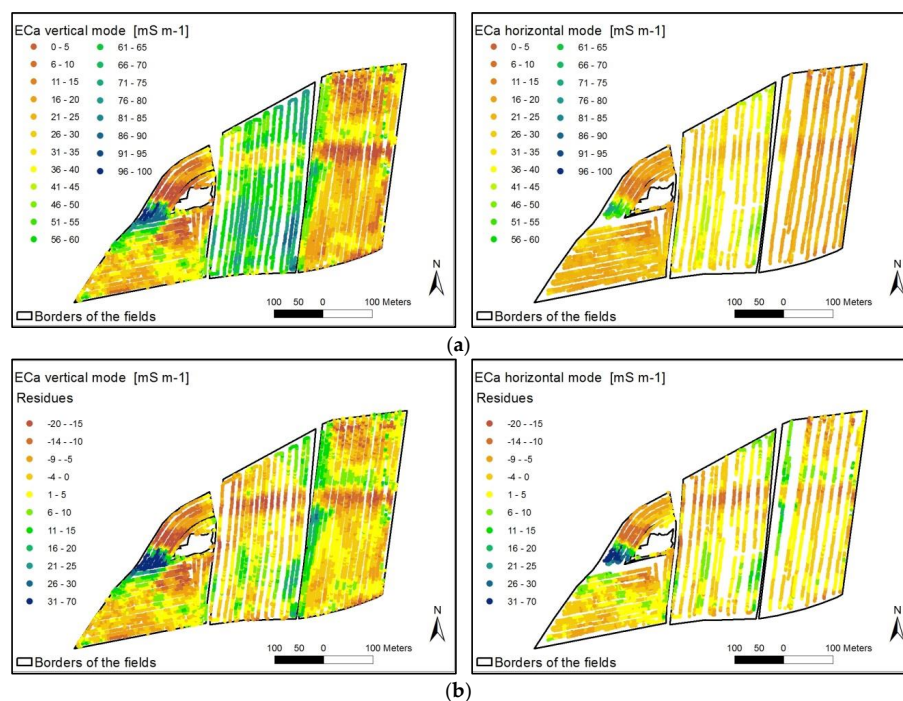 ECa vertical mode [mS m-1]
0 - 5
6 - 10
11 - 15
16 - 20
21 - 25
26 - 30
31 - 35
36 - 40
41 - 45
46 - 50
51 - 55
56 - 60
61 - 65
66 - 70
71 - 75
76 - 80
81 - 85
86 - 90
91 - 95
96 - 100
N
100 50 0 100 Meters
Borders of the fields
ECa horizontal mode [mS m-1]
0 - 5
6 - 10
11 - 15
16 - 20
21 - 25
26 - 30
31 - 35
36 - 40
41 - 45
46 - 50
51 - 55
56 - 60
61 - 65
66 - 70
71 - 75
76 - 80
81 - 85
86 - 90
91 - 95
96 - 100
N
100 50 0 100 Meters
Borders of the fields
(a)
ECa vertical mode [mS m-1]
Residues
-20 - -15
-14 - -10
-9 - -5
-4 - 0
1 - 5
6 - 10
11 - 15
16 - 20
21 - 25
26 - 30
31 - 70
N
100 50 0 100 Meters
Borders of the fields
ECa horizontal mode [mS m-1]
Residues
-20 - -15
-14 - -10
-9 - -5
-4 - 0
1 - 5
6 - 10
11 - 15
16 - 20
21 - 25
26 - 30
31 - 70
N
100 50 0 100 Meters
Borders of the fields
(b)